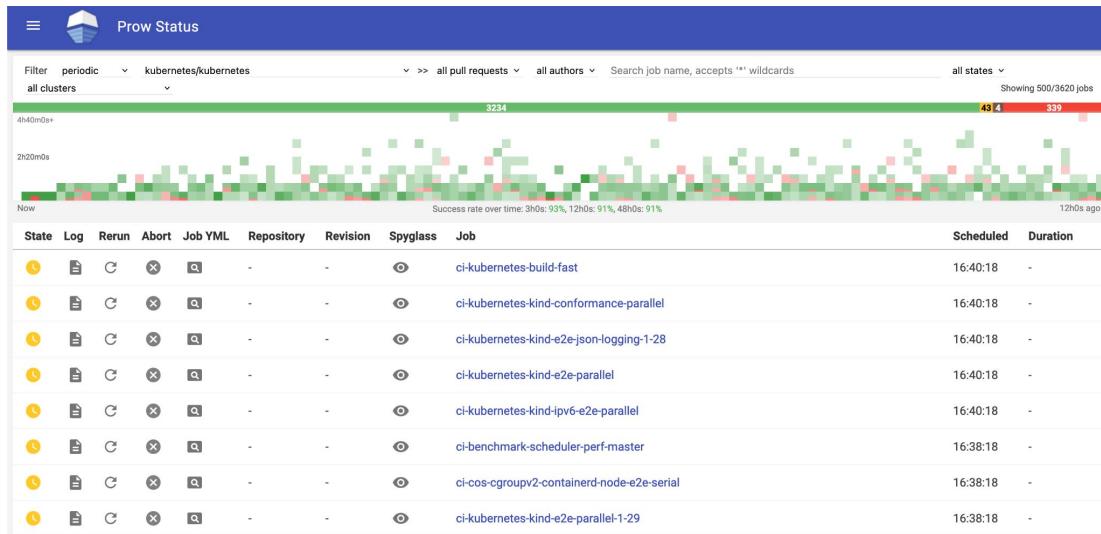 Prow Status
Filter periodic kubernetes/kubernetes >> all pull requests all authors Search job name, accepts '*' wildcards all states
all clusters Showing 500/3620 jobs
3234 43 4 339
4h40m0s+
2h20m0s
Now Success rate over time: 3h0s: 93%, 12h0s: 91%, 48h0s: 91% 12h0s ago
State Log Rerun Abort Job YML Repository Revision Spyglass Job Scheduled Duration
- - ci-kubernetes-build-fast 16:40:18 -
- - ci-kubernetes-kind-conformance-parallel 16:40:18 -
- - ci-kubernetes-kind-e2e-json-logging-1-28 16:40:18 -
- - ci-kubernetes-kind-e2e-parallel 16:40:18 -
- - ci-kubernetes-kind-ipv6-e2e-parallel 16:40:18 -
- - ci-benchmark-scheduler-perf-master 16:38:18 -
- - ci-cos-cgroupv2-containerd-node-e2e-serial 16:38:18 -
- - ci-kubernetes-kind-e2e-parallel-1-29 16:38:18 -